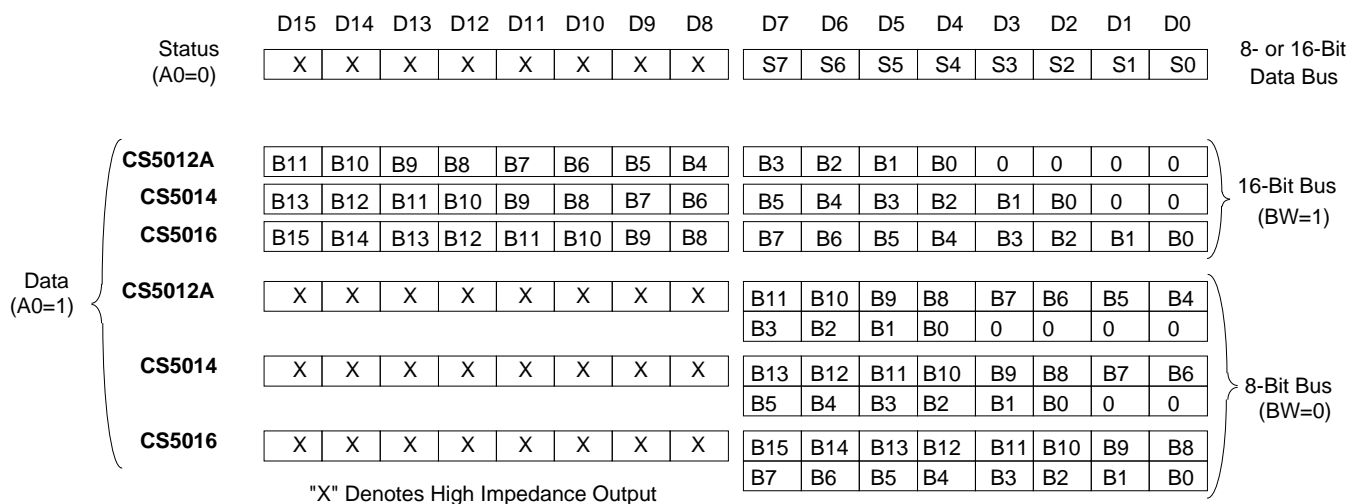 D15 D14 D13 D12 D11 D10 D9 D8 D7 D6 D5 D4 D3 D2 D1 D0
Status
(A0=0)
X X X X X X X X S7 S6 S5 S4 S3 S2 S1 S0
8- or 16-Bit
Data Bus
Data
(A0=1)
CS5012A B11 B10 B9 B8 B7 B6 B5 B4 B3 B2 B1 B0 0 0 0 0
CS5014 B13 B12 B11 B10 B9 B8 B7 B6 B5 B4 B3 B2 B1 B0 0 0
CS5016 B15 B14 B13 B12 B11 B10 B9 B8 B7 B6 B5 B4 B3 B2 B1 B0
16-Bit Bus
(BW=1)
CS5012A X X X X X X X X B11 B10 B9 B8 B7 B6 B5 B4
B3 B2 B1 B0 0 0 0 0
CS5014 X X X X X X X X B13 B12 B11 B10 B9 B8 B7 B6
B5 B4 B3 B2 B1 B0 0 0
CS5016 X X X X X X X X B15 B14 B13 B12 B11 B10 B9 B8
B7 B6 B5 B4 B3 B2 B1 B0
8-Bit Bus
(BW=0)
"X" Denotes High Impedance Output